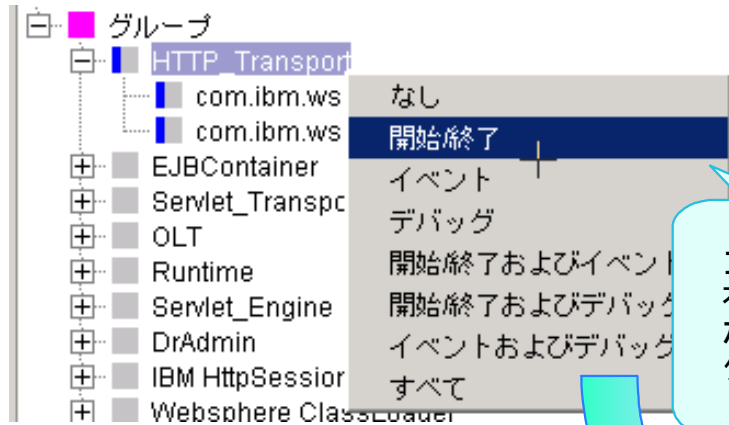 グループ
HTTP_Transport
com.ibm.ws
com.ibm.ws
EJBContainer
Servlet_Transpo
OLT
Runtime
Servlet_Engine
DrAdmin
IBM HttpSession
Websphere ClassLoader
なし
開始/終了
イベント
デバッグ
開始/終了およびイベント
開始/終了およびデバッグ
イベントおよびデバッグ
すべて